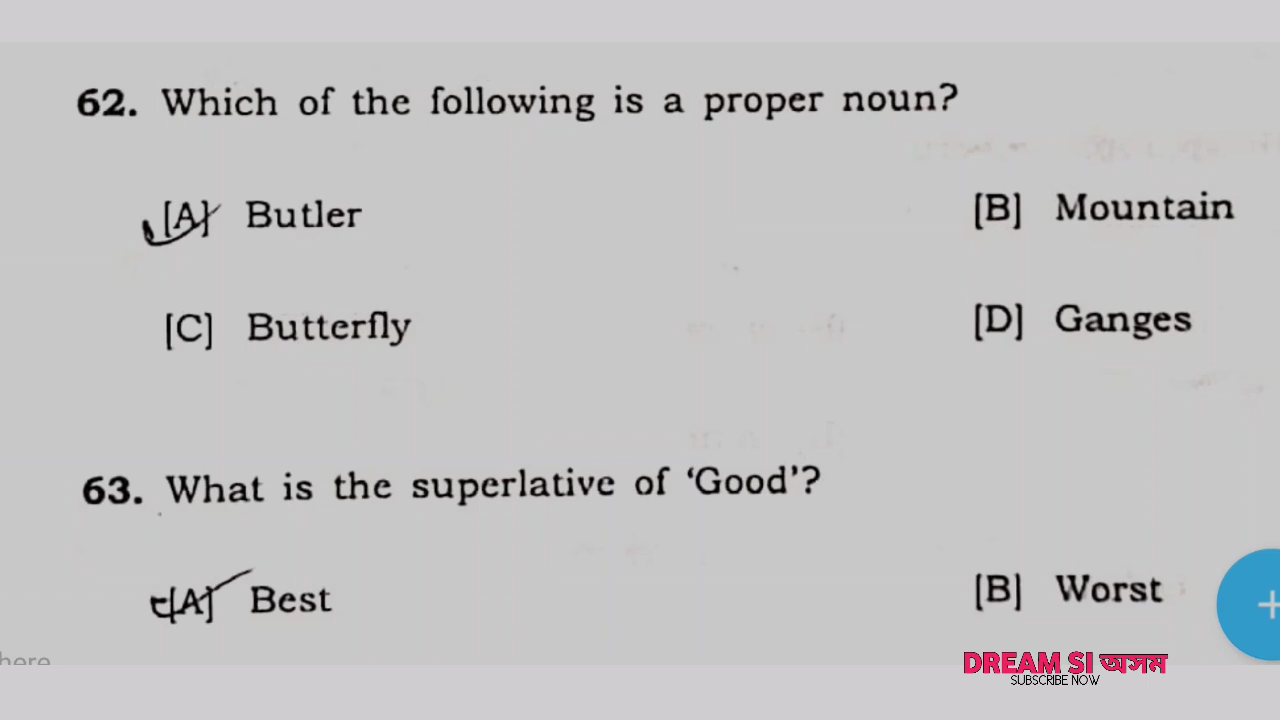 62. Which of the following is a proper noun?
[A] Butler [B] Mountain
[C] Butterfly [D] Ganges
63. What is the superlative of ‘Good’?
[A] Best [B] Worst
here
DREAM SI অসম
SUBSCRIBE NOW